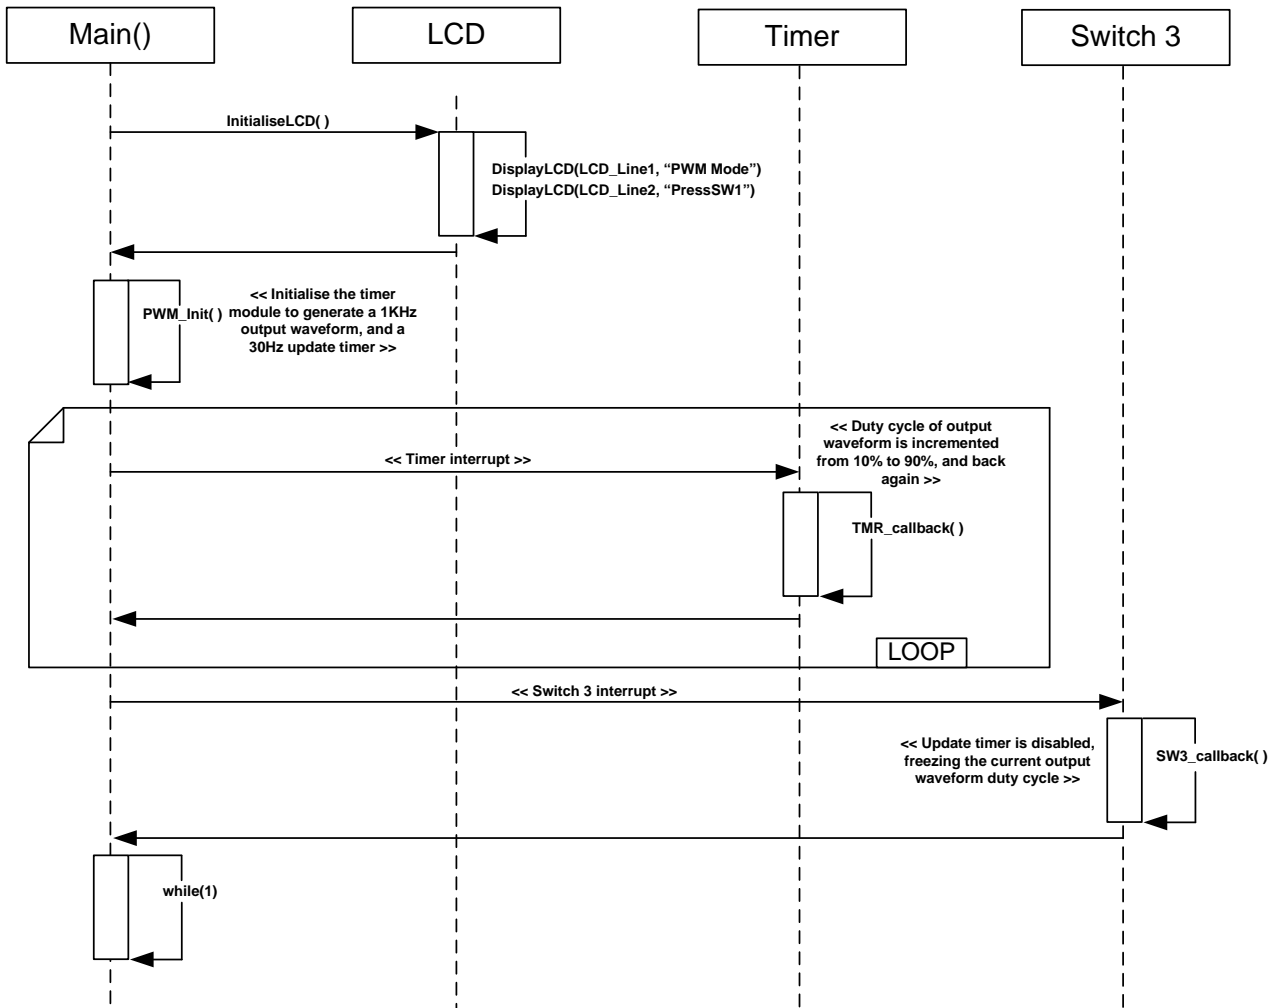 Main()
LCD
Timer
Switch 3
InitialiseLCD( )
DisplayLCD(LCD_Line1, “PWM Mode”)
DisplayLCD(LCD_Line2, “PressSW1”)
PWM_Init( )
<< Initialise the timer
module to generate a 1KHz
output waveform, and a
30Hz update timer >>
<< Duty cycle of output
waveform is incremented
from 10% to 90%, and back
again >>
<< Timer interrupt >>
TMR_callback( )
LOOP
<< Switch 3 interrupt >>
<< Update timer is disabled,
freezing the current output
waveform duty cycle >>
SW3_callback( )
while(1)